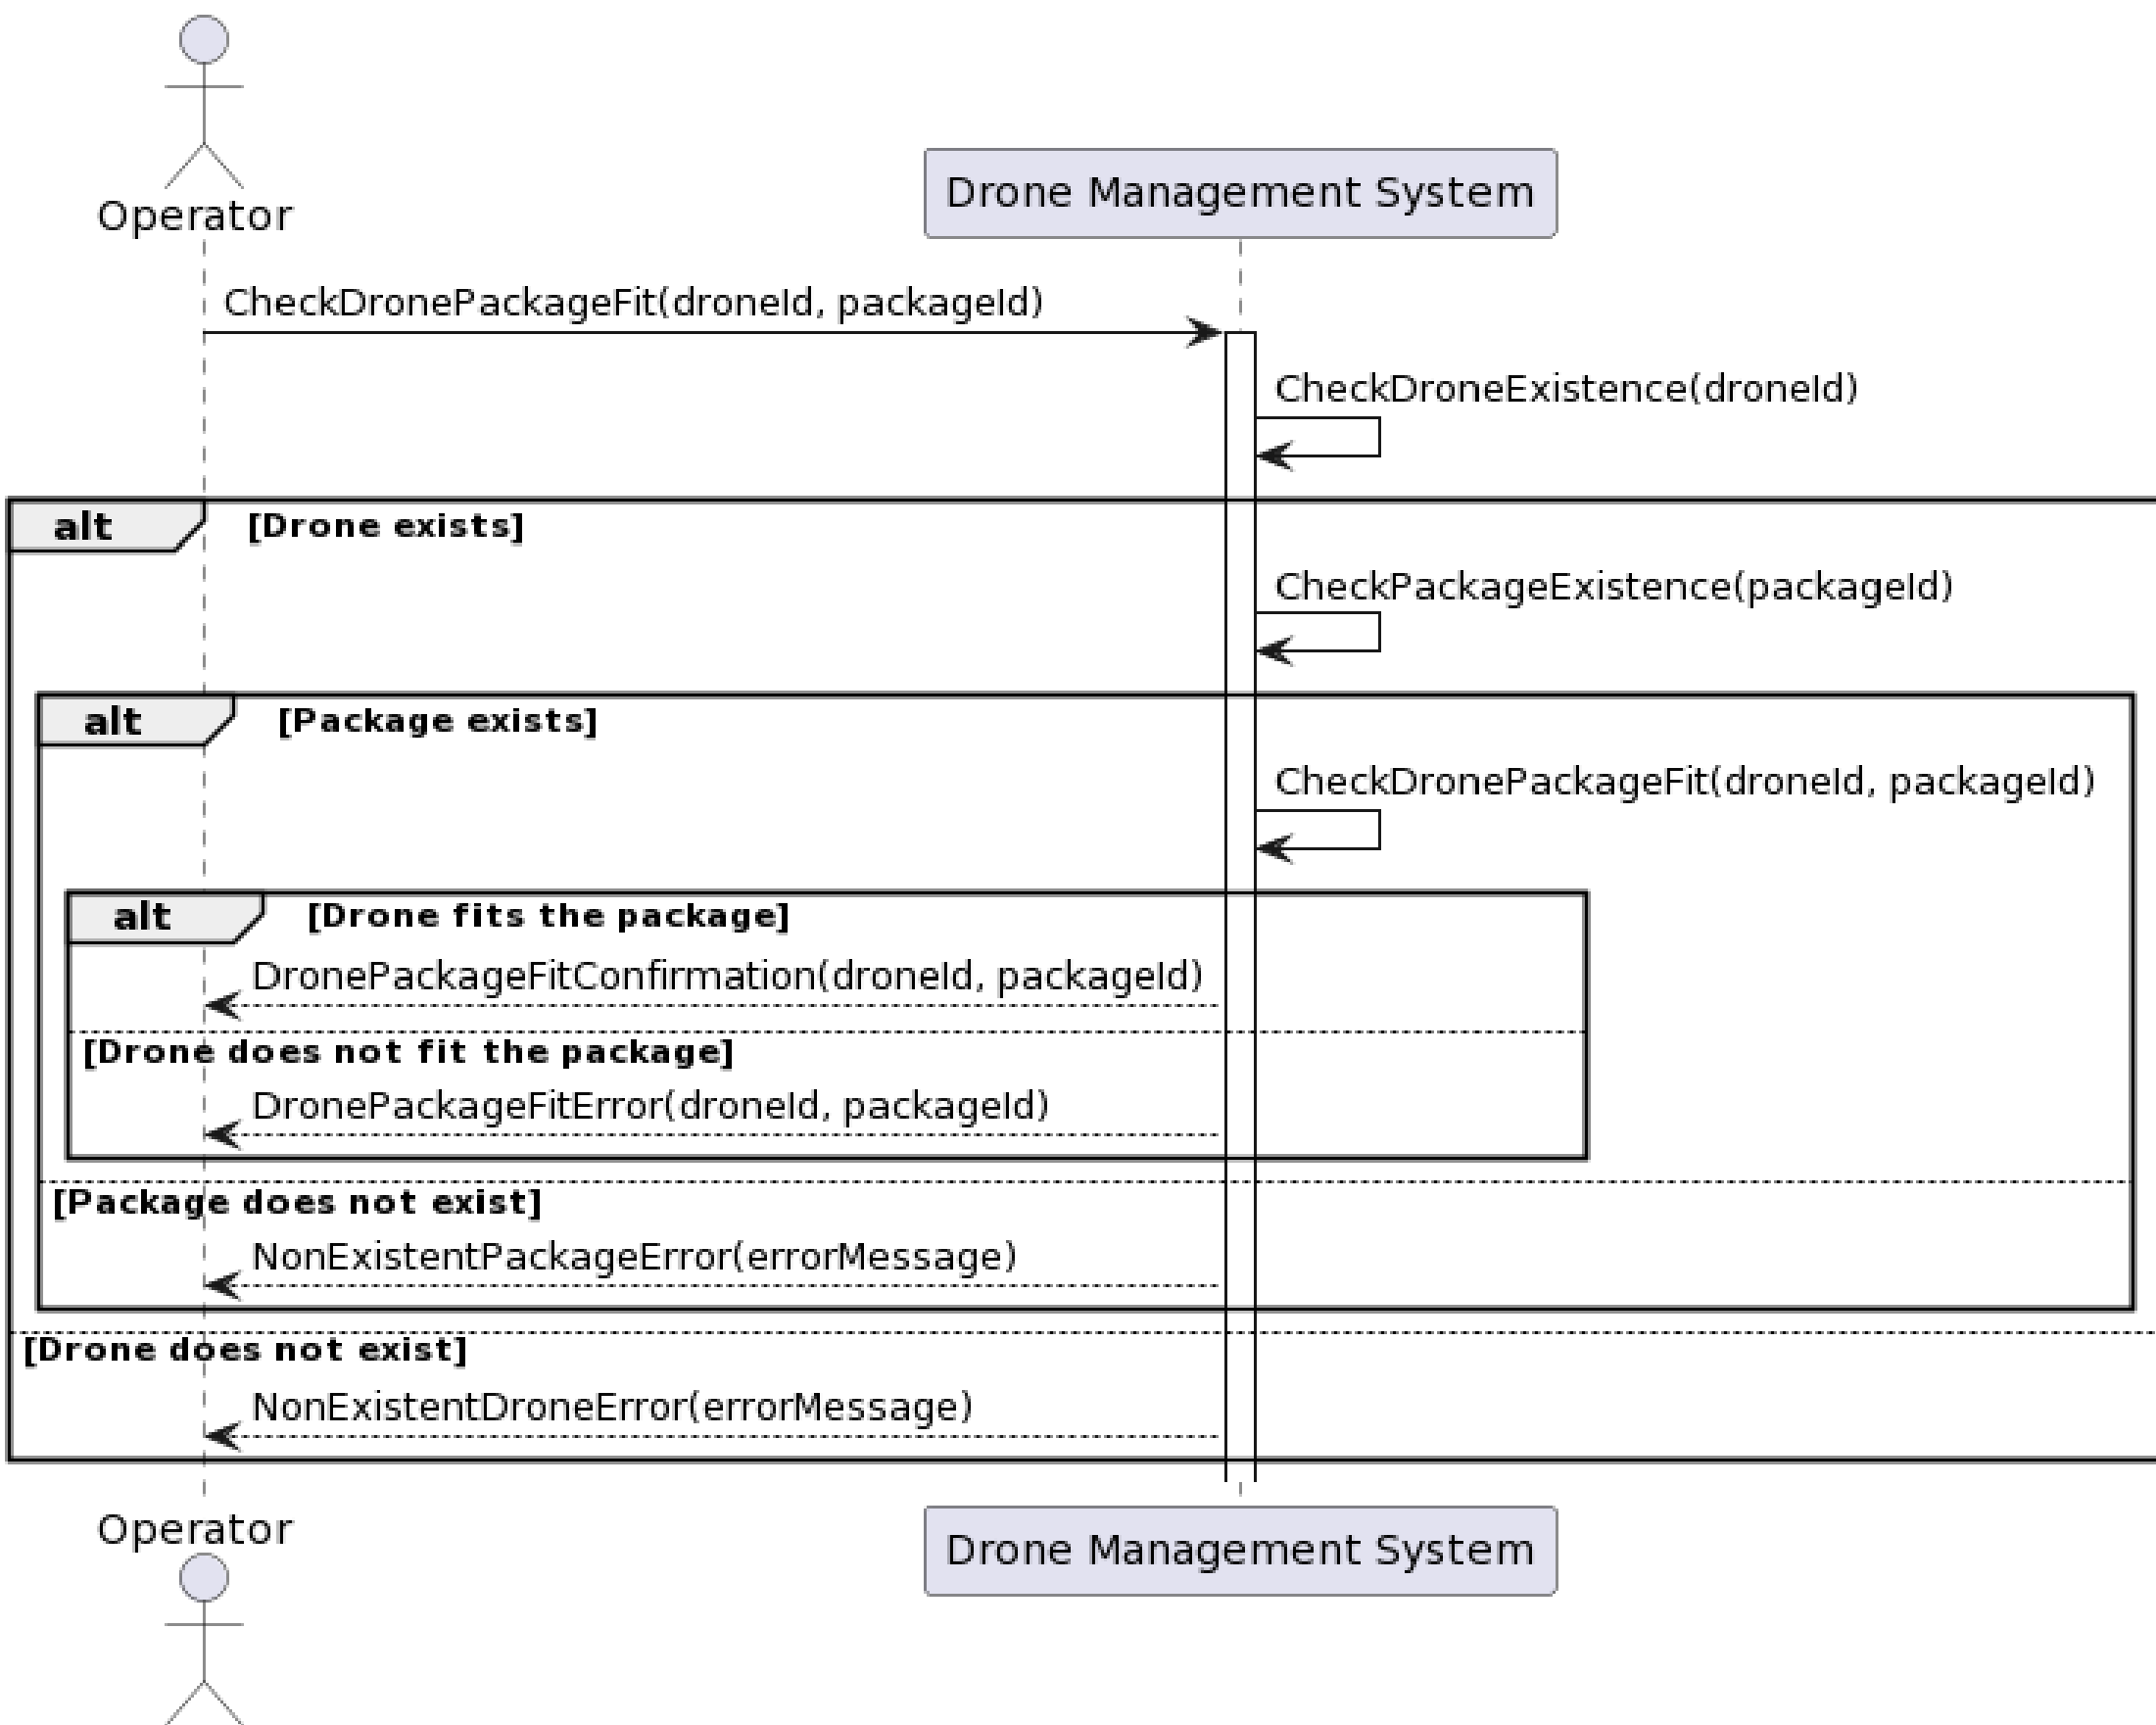 Operator
Drone Management System
CheckDronePackageFit(droneId, packageId)
CheckDroneExistence(droneId)
alt [Drone exists]
CheckPackageExistence(packageId)
alt [Package exists]
CheckDronePackageFit(droneId, packageId)
alt [Drone fits the package]
DronePackageFitConfirmation(droneId, packageId)
[Drone does not fit the package]
DronePackageFitError(droneId, packageId)
[Package does not exist]
NonExistentPackageError(errorMessage)
[Drone does not exist]
NonExistentDroneError(errorMessage)
Operator
Drone Management System